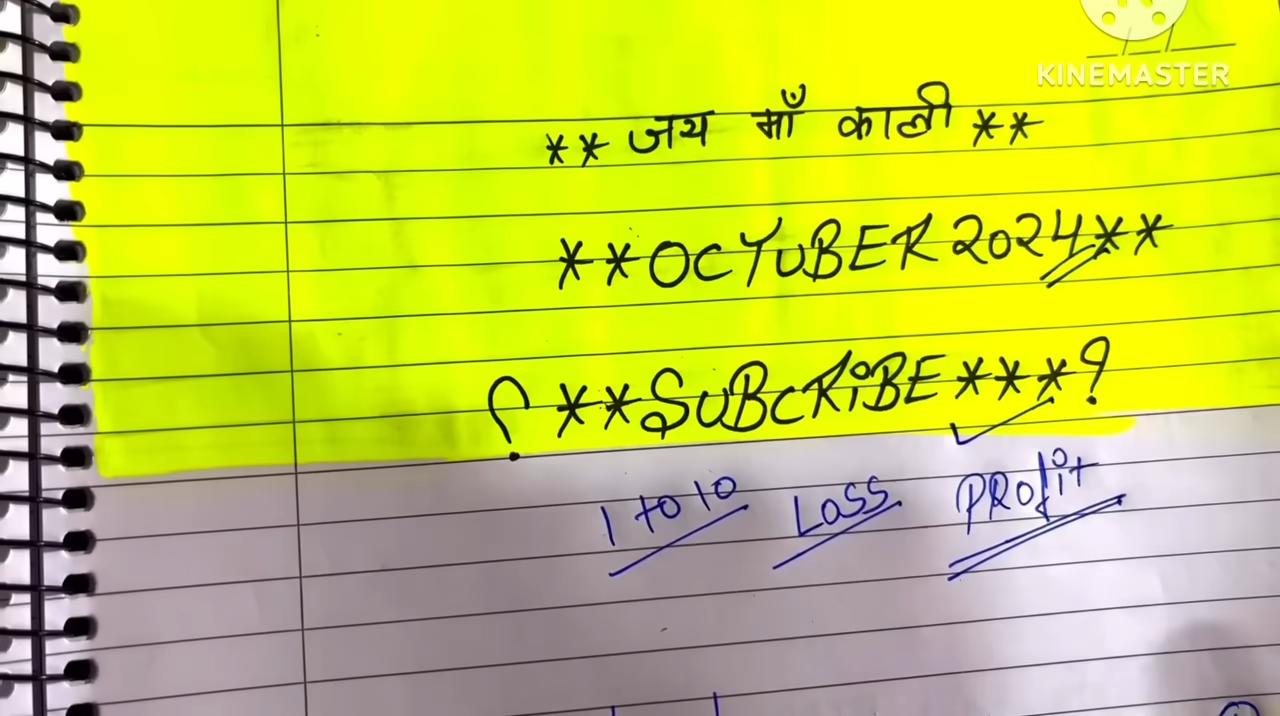 KINEMASTER
** जय माँ काली **
**OCTUBER 2024**
? **SUBCRiBE***?
1 to 10 Loss PRofit